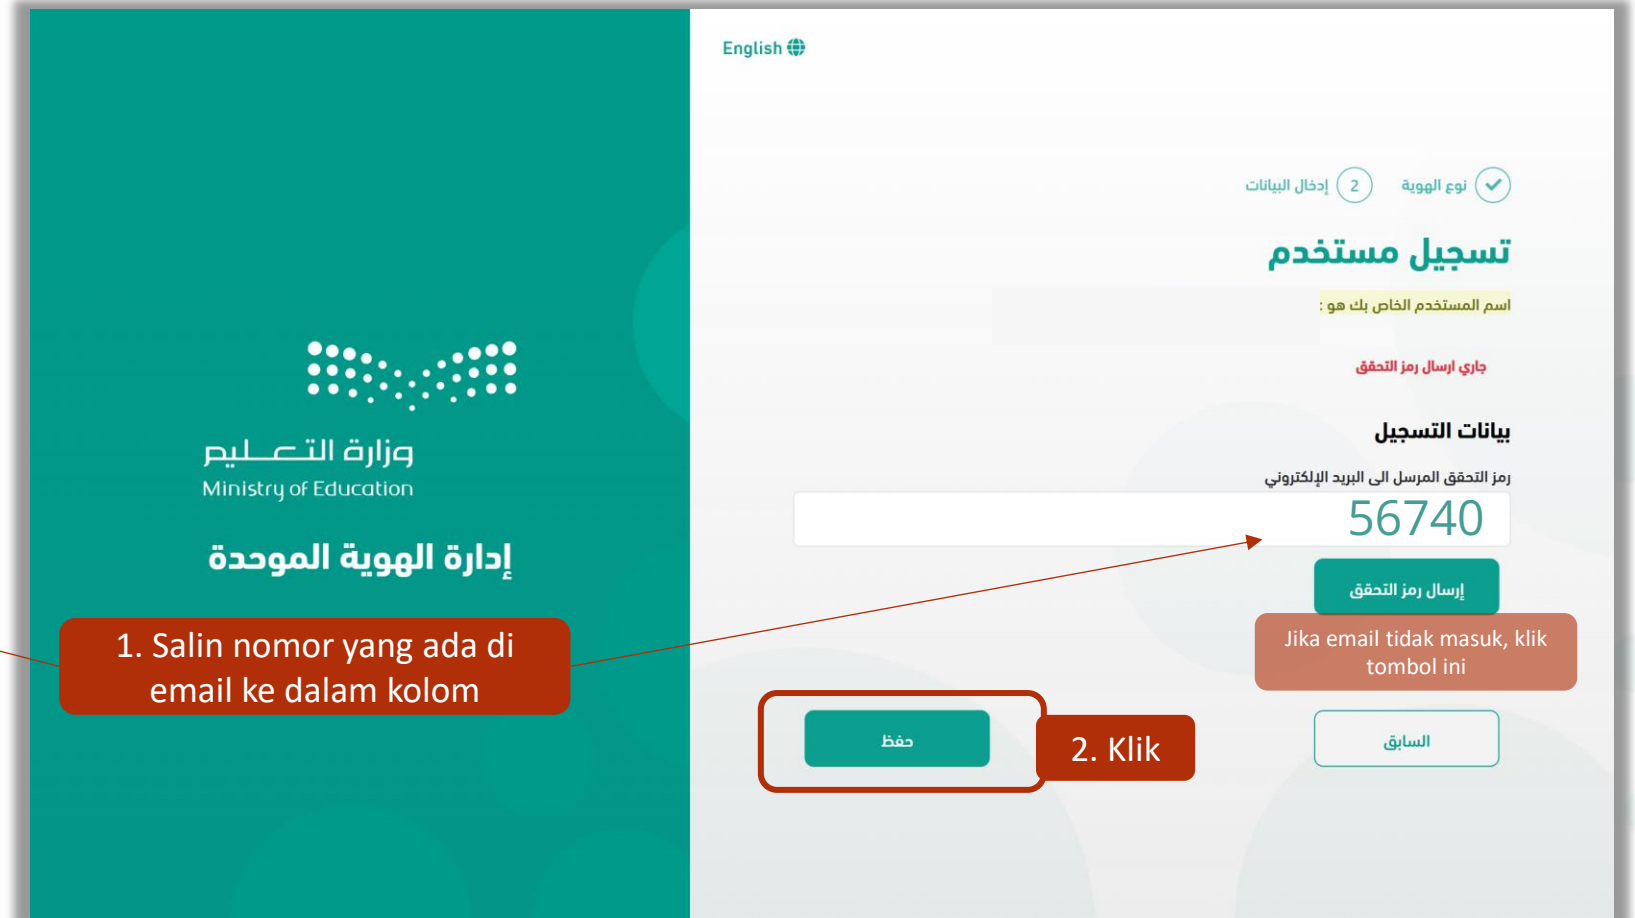 English
نوع الهوية
2 إدخال البيانات
تسجيل مستخدم
اسم المستخدم الخاص بك هو :
جاري ارسال رمز التحقق
بيانات التسجيل
رمز التحقق المرسل الى البريد الإلكتروني
56740
إرسال رمز التحقق
Jika email tidak masuk, klik
tombol ini
السابق
حفظ
2. Klik
وزارة التعليم
Ministry of Education
إدارة الهوية الموحدة
1. Salin nomor yang ada di
email ke dalam kolom